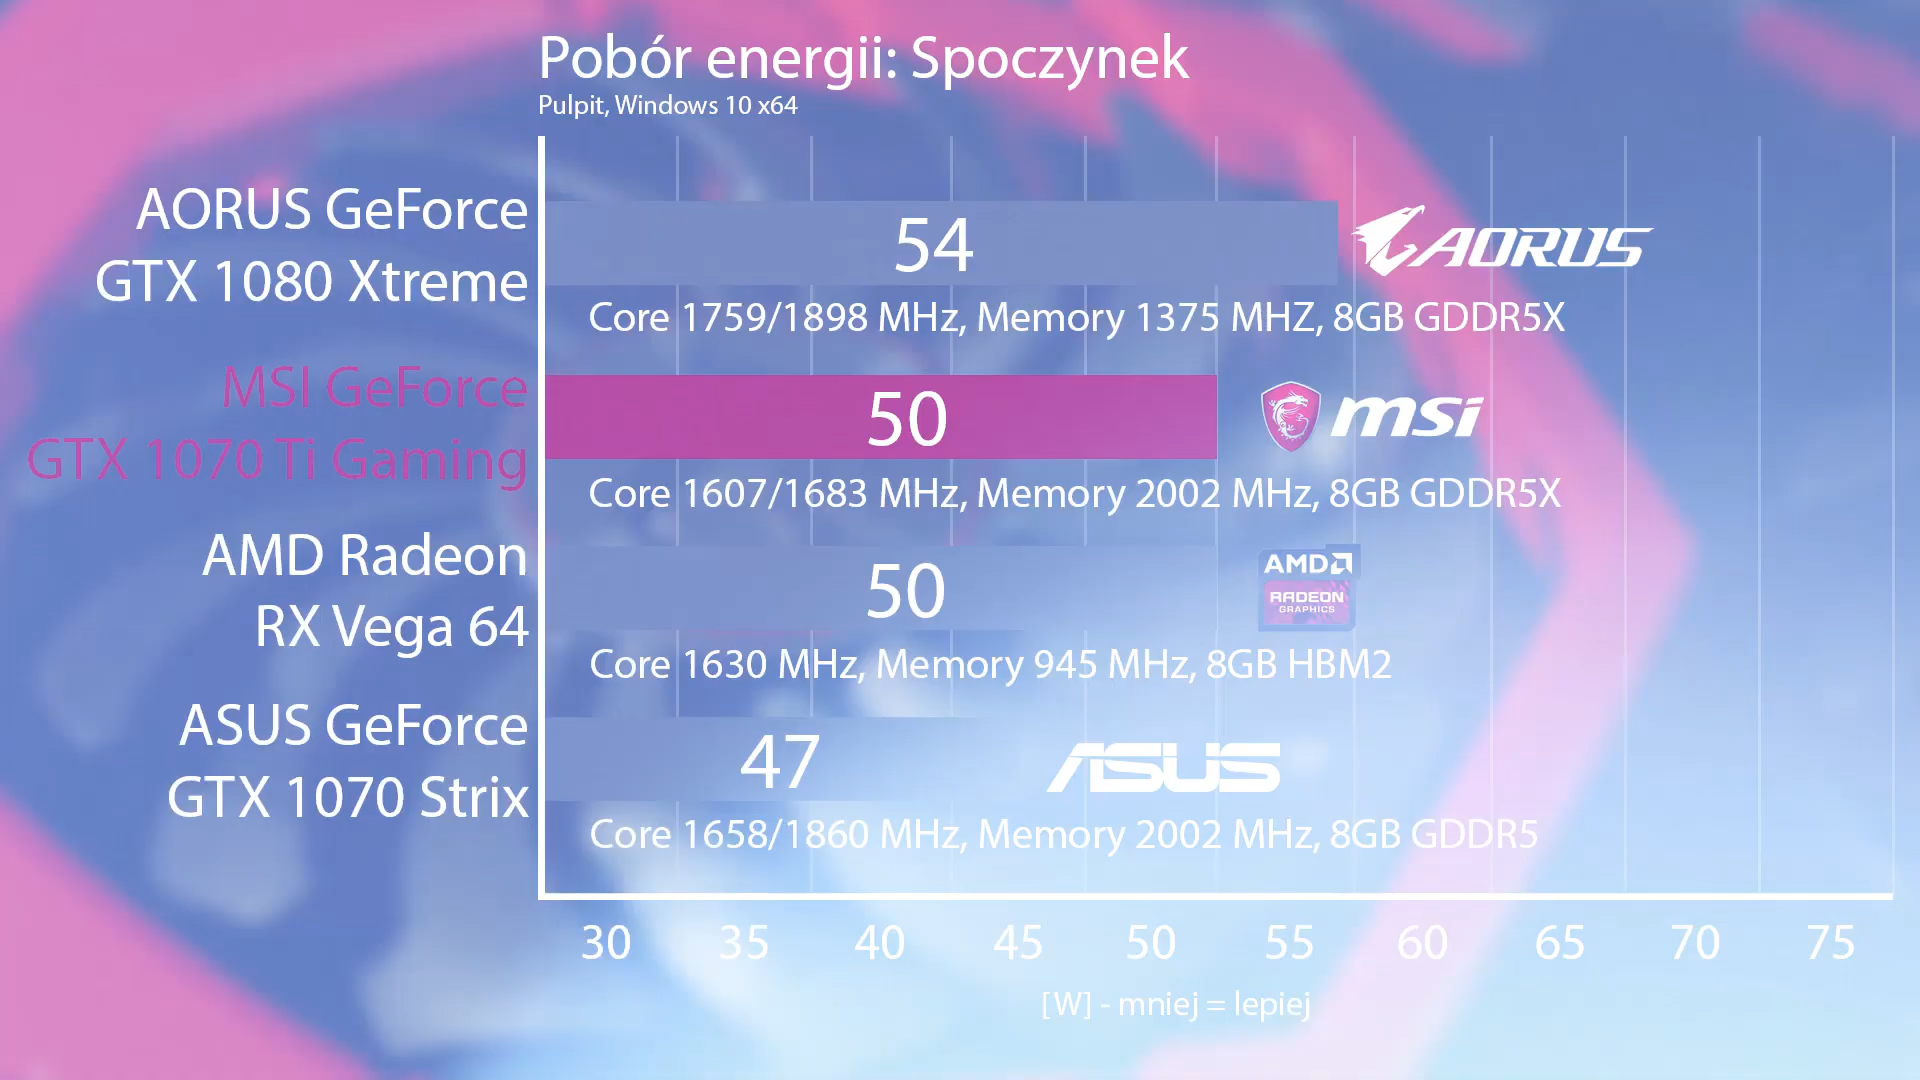 Pobór energii: Spoczynek
Pulpit, Windows 10 x64
AORUS GeForce
GTX 1080 Xtreme
54
AORUS
Core 1759/1898 MHz, Memory 1375 MHZ, 8GB GDDR5X
MSI GeForce
GTX 1070 Ti Gaming
50
msi
Core 1607/1683 MHz, Memory 2002 MHz, 8GB GDDR5X
AMD Radeon
RX Vega 64
50
AMD
RADEON
GRAPHICS
Core 1630 MHz, Memory 945 MHz, 8GB HBM2
ASUS GeForce
GTX 1070 Strix
47
ASUS
Core 1658/1860 MHz, Memory 2002 MHz, 8GB GDDR5
30 35 40 45 50 55 60 65 70 75
[W] - mniej = lepiej